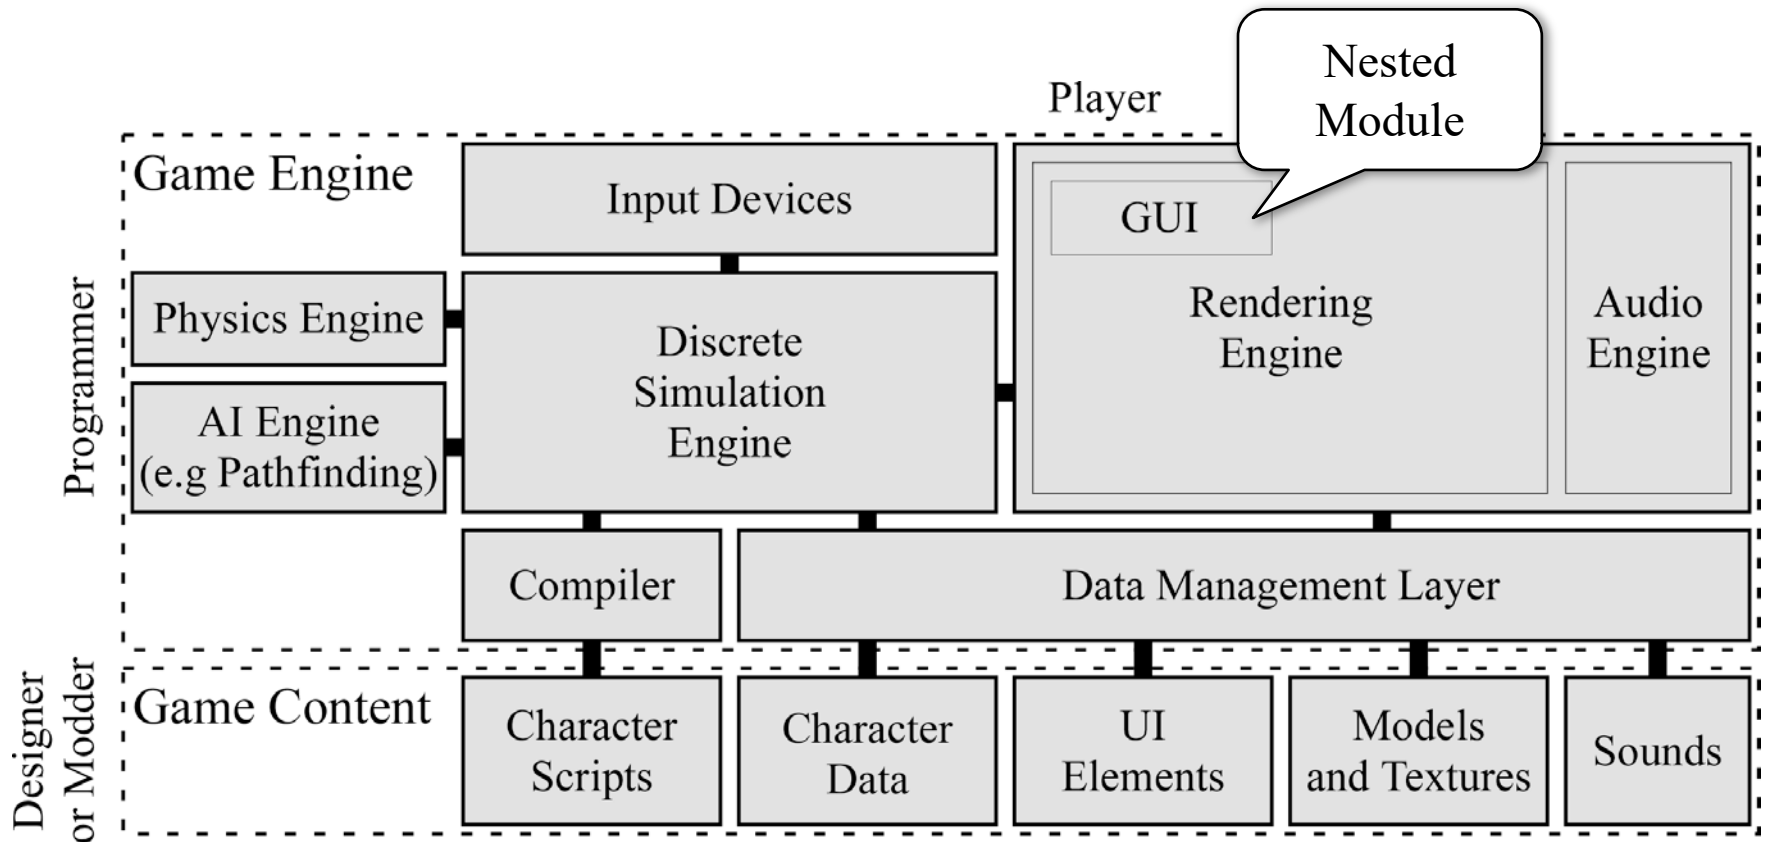 Nested
Module
Player
Game Engine
Input Devices
GUI
Programmer
Physics Engine
Discrete
Simulation
Engine
Rendering
Engine
Audio
Engine
AI Engine
(e.g Pathfinding)
Compiler
Data Management Layer
Designer
or Modder
Game Content
Character
Scripts
Character
Data
UI
Elements
Models
and Textures
Sounds